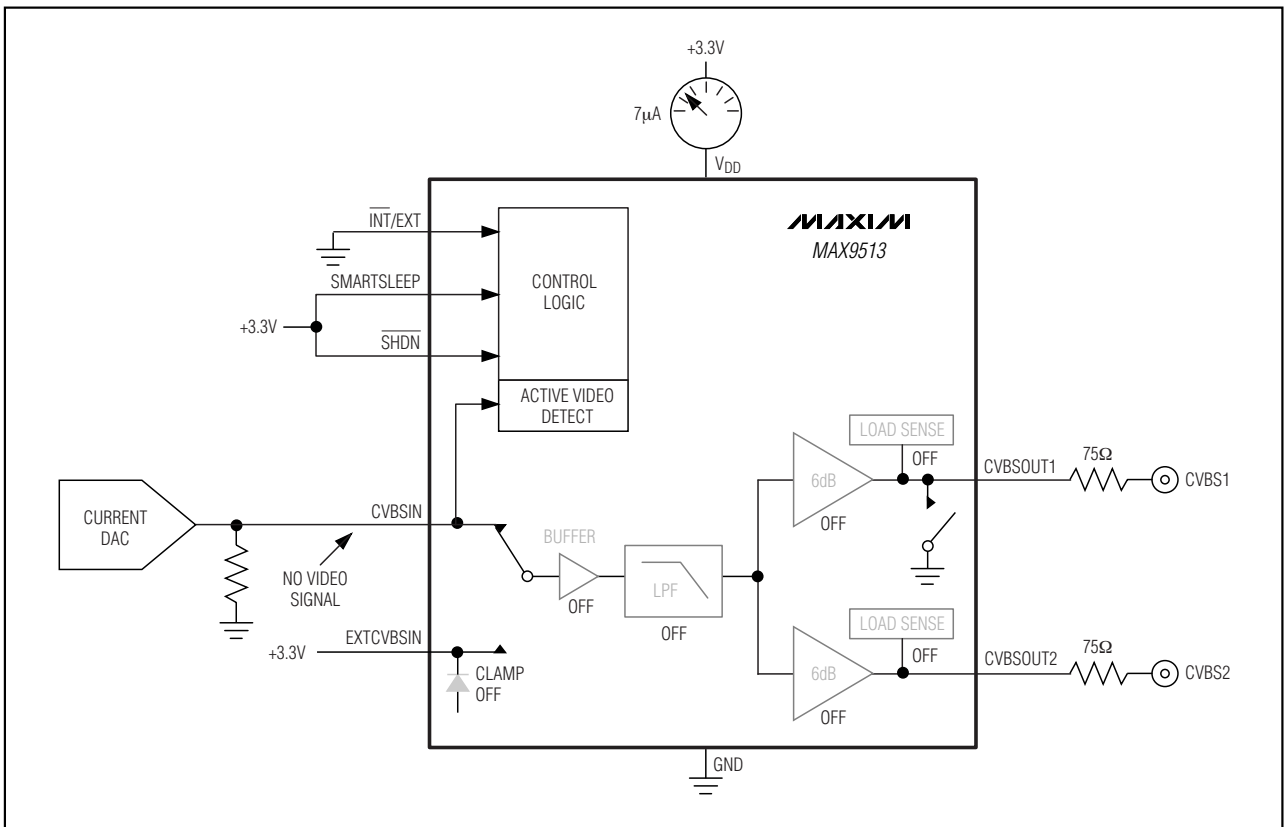 +3.3V
7µA
VDD
INT/EXT
MAXIM
MAX9513
SMARTSLEEP
CONTROL
LOGIC
+3.3V
SHDN
ACTIVE VIDEO
DETECT
LOAD SENSE
OFF
CVBSOUT1
75Ω
CVBS1
6dB
OFF
CURRENT
DAC
CVBSIN
NO VIDEO
SIGNAL
BUFFER
OFF
LPF
OFF
EXTCVBSIN
+3.3V
CLAMP
OFF
LOAD SENSE
OFF
CVBSOUT2
75Ω
CVBS2
6dB
OFF
GND